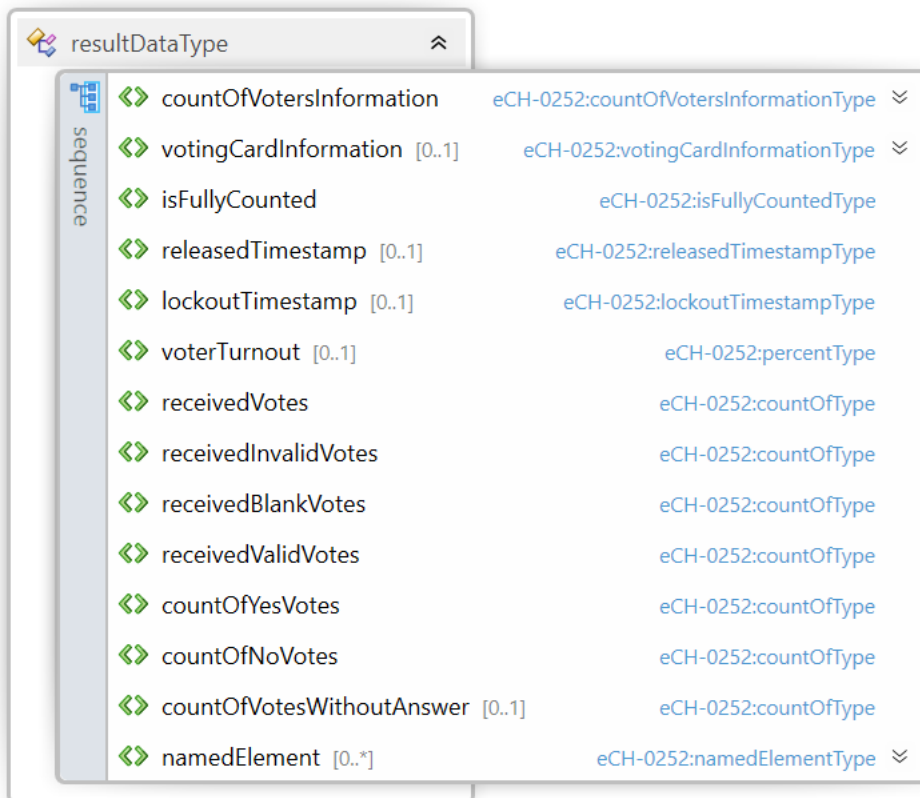 resultDataType
sequence
countOfVotersInformation eCH-0252:countOfVotersInformationType
votingCardInformation [0..1] eCH-0252:votingCardInformationType
isFullyCounted eCH-0252:isFullyCountedType
releasedTimestamp [0..1] eCH-0252:releasedTimestampType
lockoutTimestamp [0..1] eCH-0252:lockoutTimestampType
voterTurnout [0..1] eCH-0252:percentType
receivedVotes eCH-0252:countOfType
receivedInvalidVotes eCH-0252:countOfType
receivedBlankVotes eCH-0252:countOfType
receivedValidVotes eCH-0252:countOfType
countOfYesVotes eCH-0252:countOfType
countOfNoVotes eCH-0252:countOfType
countOfVotesWithoutAnswer [0..1] eCH-0252:countOfType
namedElement [0..*] eCH-0252:namedElementType